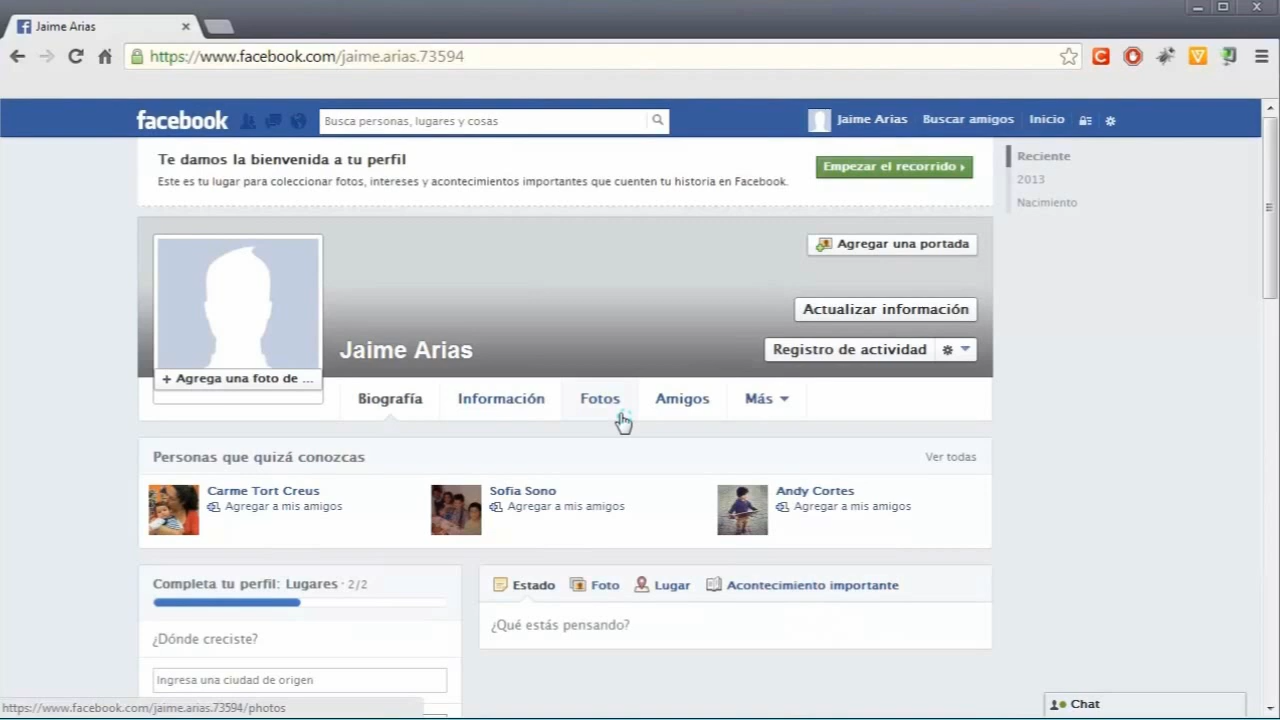 Jaime Arias
https://www.facebook.com/jaime.arias.73594
facebook
Busca personas, lugares y cosas
Jaime Arias
Buscar amigos
Inicio
Te damos la bienvenida a tu perfil
Este es tu lugar para coleccionar fotos, intereses y acontecimientos importantes que cuenten tu historia en Facebook.
Empezar el recorrido
Reciente
2013
Nacimiento
Agregar una portada
Actualizar información
Jaime Arias
Registro de actividad
+ Agrega una foto de ...
Biografía
Información
Fotos
Amigos
Más
Personas que quizá conozcas
Ver todas
Carme Tort Creus
Agregar a mis amigos
Sofia Sono
Agregar a mis amigos
Andy Cortes
Agregar a mis amigos
Completa tu perfil: Lugares · 2/2
¿Dónde creciste?
Ingresa una ciudad de origen
Estado
Foto
Lugar
Acontecimiento importante
¿Qué estás pensando?
https://www.facebook.com/jaime.arias.73594/photos
Chat